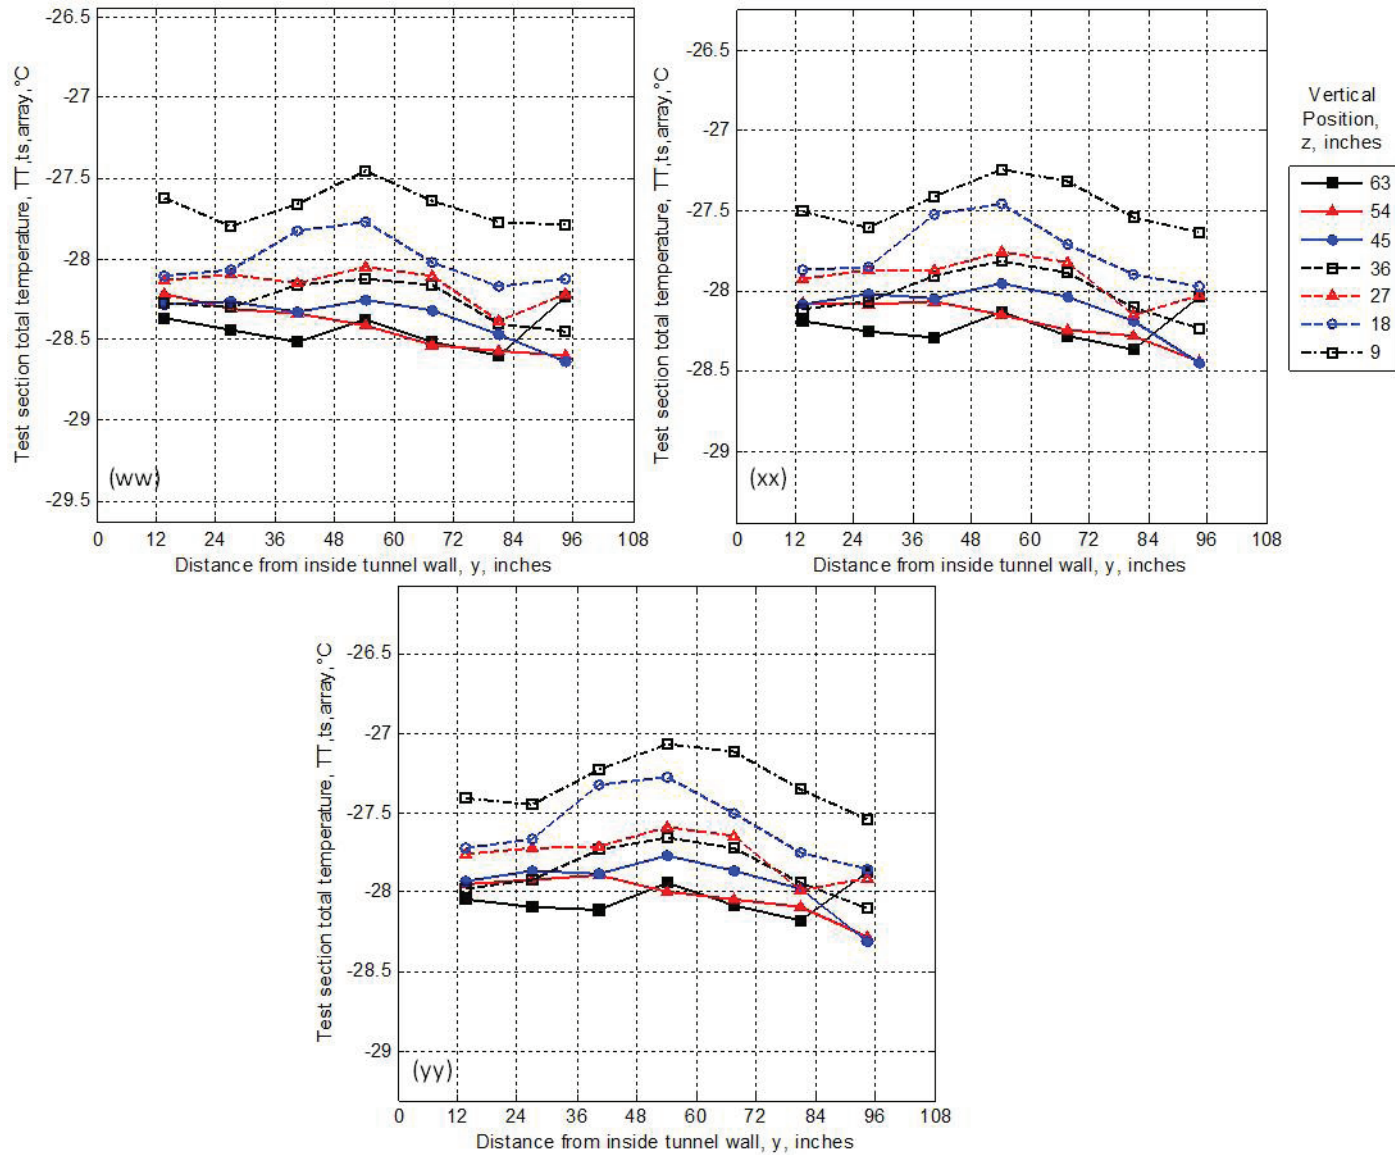 Test section total temperature, TT,ts,array,°C
-26.5
-27
-27.5
-28
-28.5
-29
-29.5
(ww)
0 12 24 36 48 60 72 84 96 108
Distance from inside tunnel wall, y, inches
Test section total temperature, TT,ts,array,°C
-26.5
-27
-27.5
-28
-28.5
-29
(xx)
0 12 24 36 48 60 72 84 96 108
Distance from inside tunnel wall, y, inches
Vertical
Position,
z, inches
63
54
45
36
27
18
9
Test section total temperature, TT,ts,array,°C
-26.5
-27
-27.5
-28
-28.5
-29
(yy)
0 12 24 36 48 60 72 84 96 108
Distance from inside tunnel wall, y, inches